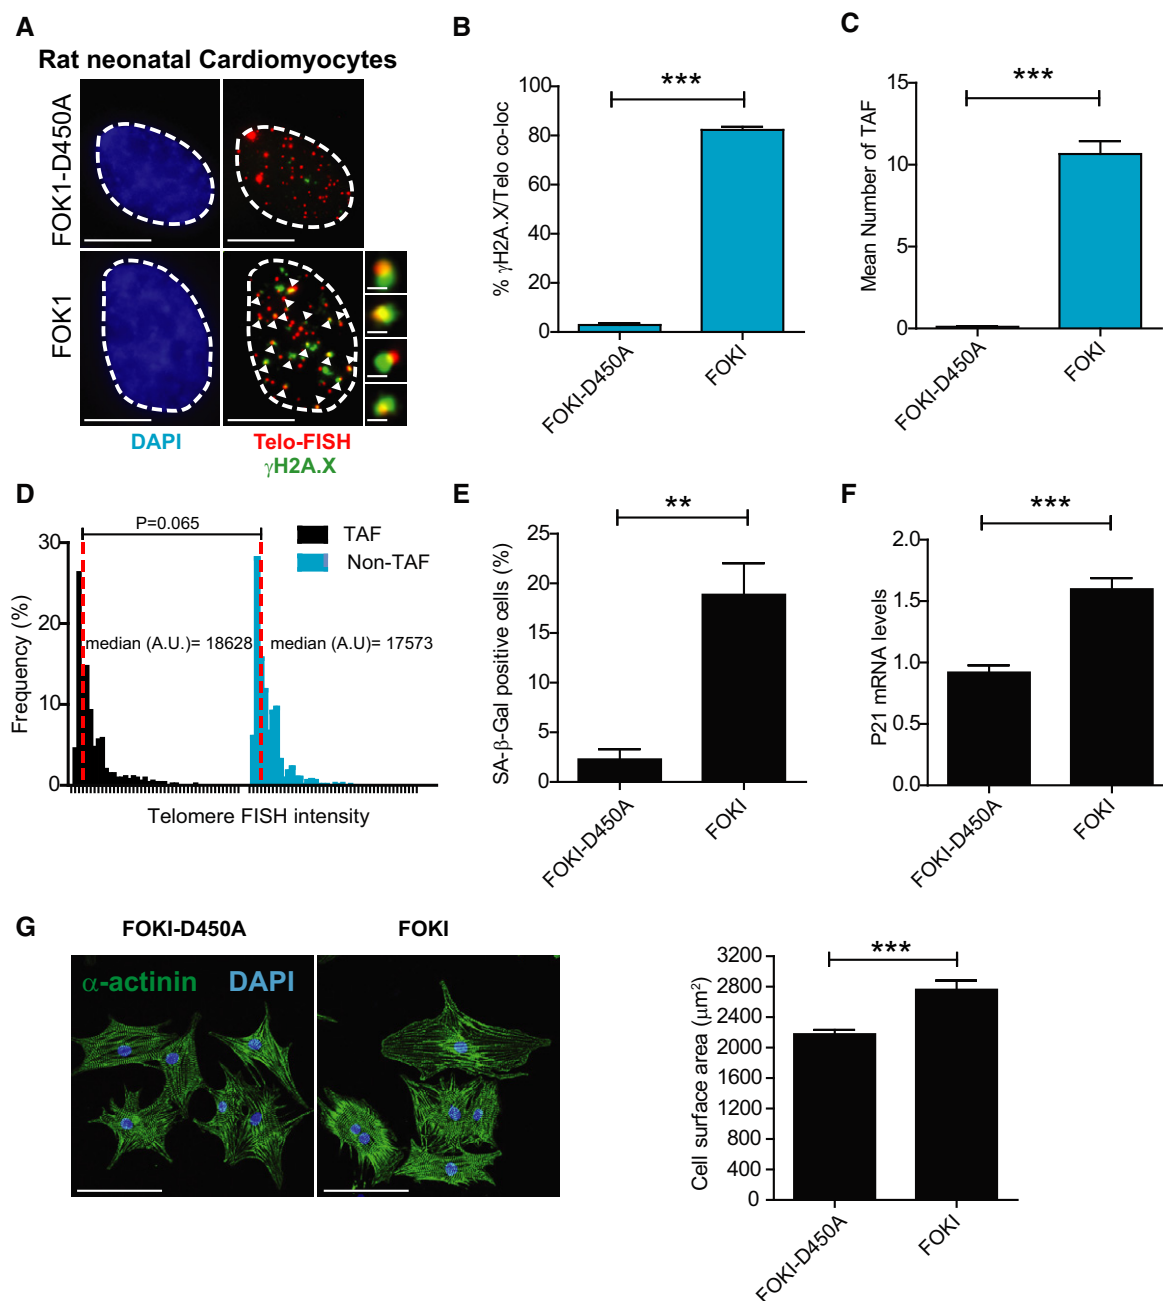 A
Rat neonatal Cardiomyocytes
FOK1-D450A
FOK1
DAPI
Telo-FISH
γH2A.X
B
% γH2A.X/Telo co-loc
100
80
60
40
20
0
***
FOKI-D450A
FOKI
C
Mean Number of TAF
15
10
5
0
***
FOKI-D450A
FOKI
D
P=0.065
TAF
Non-TAF
Frequency (%)
30
20
10
0
median (A.U.)= 18628
median (A.U)= 17573
Telomere FISH intensity
E
SA-β-Gal positive cells (%)
25
20
15
10
5
0
**
FOKI-D450A
FOKI
F
P21 mRNA levels
2.0
1.5
1.0
0.5
0.0
***
FOKI-D450A
FOKI
G
FOKI-D450A
FOKI
α-actinin
DAPI
Cell surface area (μm²)
3200
2800
2400
2000
1600
1200
800
400
0
***
FOKI-D450A
FOKI